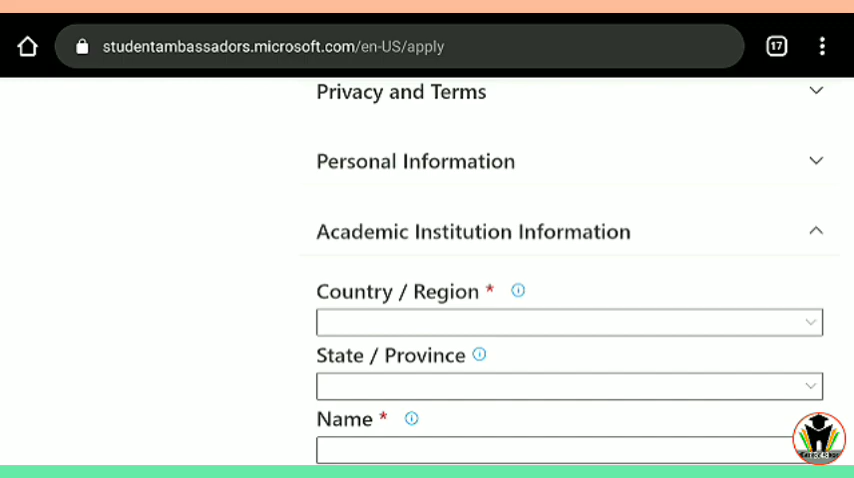 studentambassadors.microsoft.com/en-US/apply
17
Privacy and Terms
Personal Information
Academic Institution Information
Country / Region *
State / Province
Name *